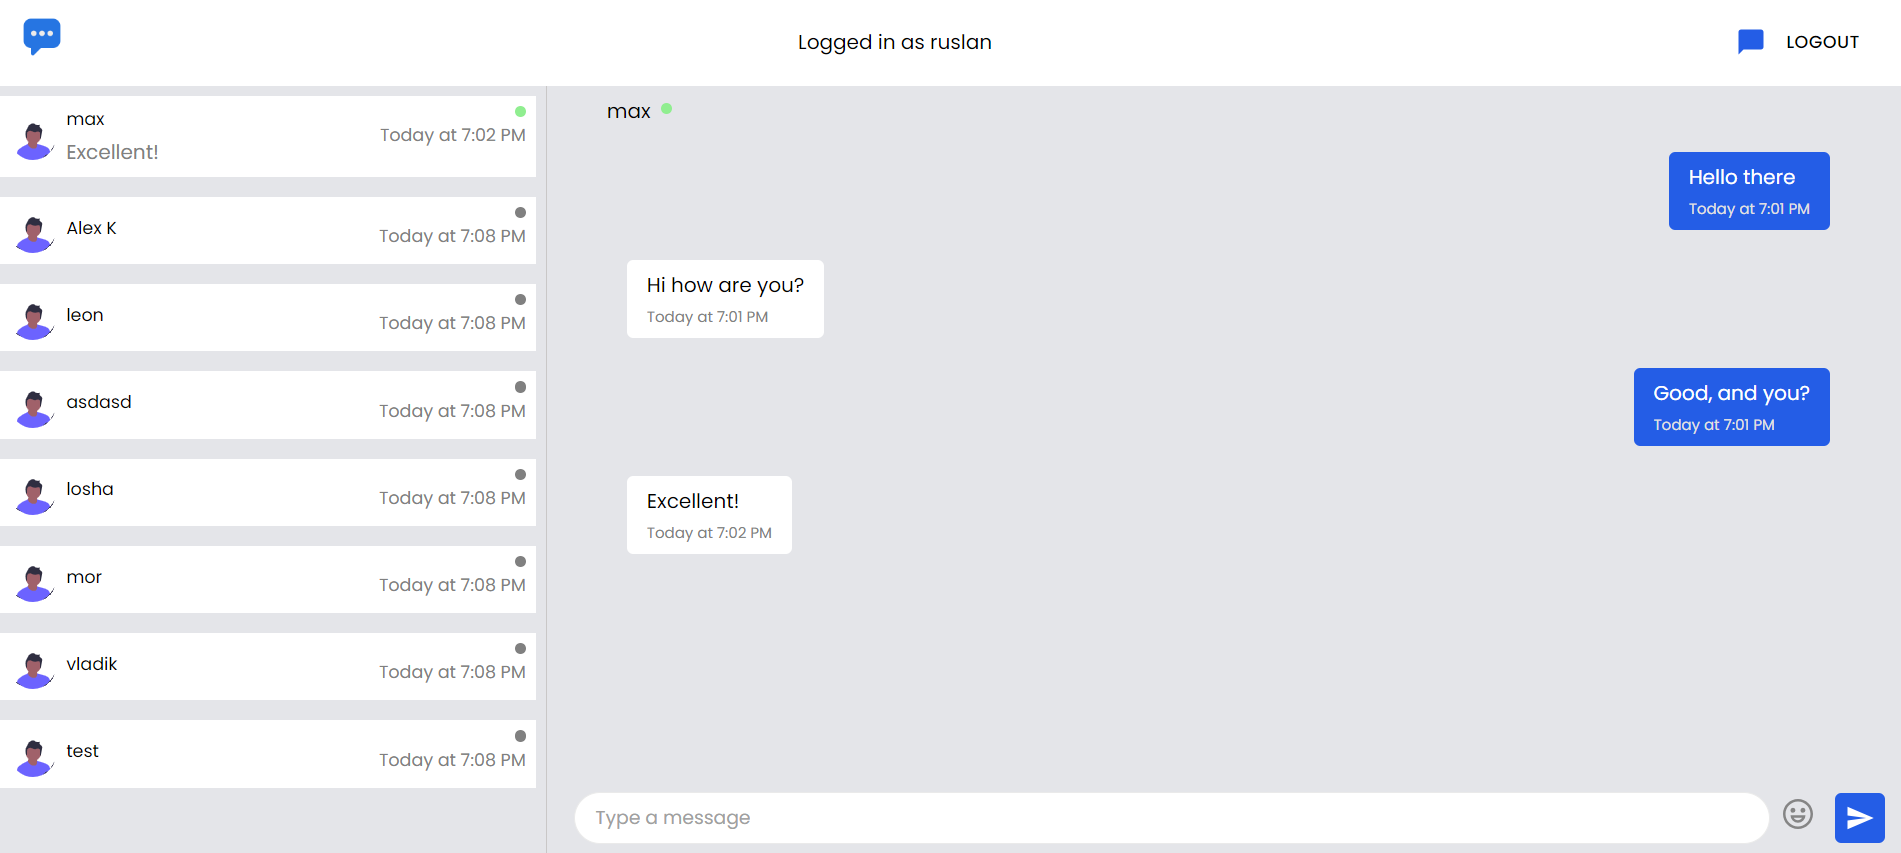 Logged in as ruslan
LOGOUT
max
Today at 7:02 PM
Excellent!
Alex K
Today at 7:08 PM
leon
Today at 7:08 PM
asdasd
Today at 7:08 PM
losha
Today at 7:08 PM
mor
Today at 7:08 PM
vladik
Today at 7:08 PM
test
Today at 7:08 PM
max
Hello there
Today at 7:01 PM
Hi how are you?
Today at 7:01 PM
Good, and you?
Today at 7:01 PM
Excellent!
Today at 7:02 PM
Type a message